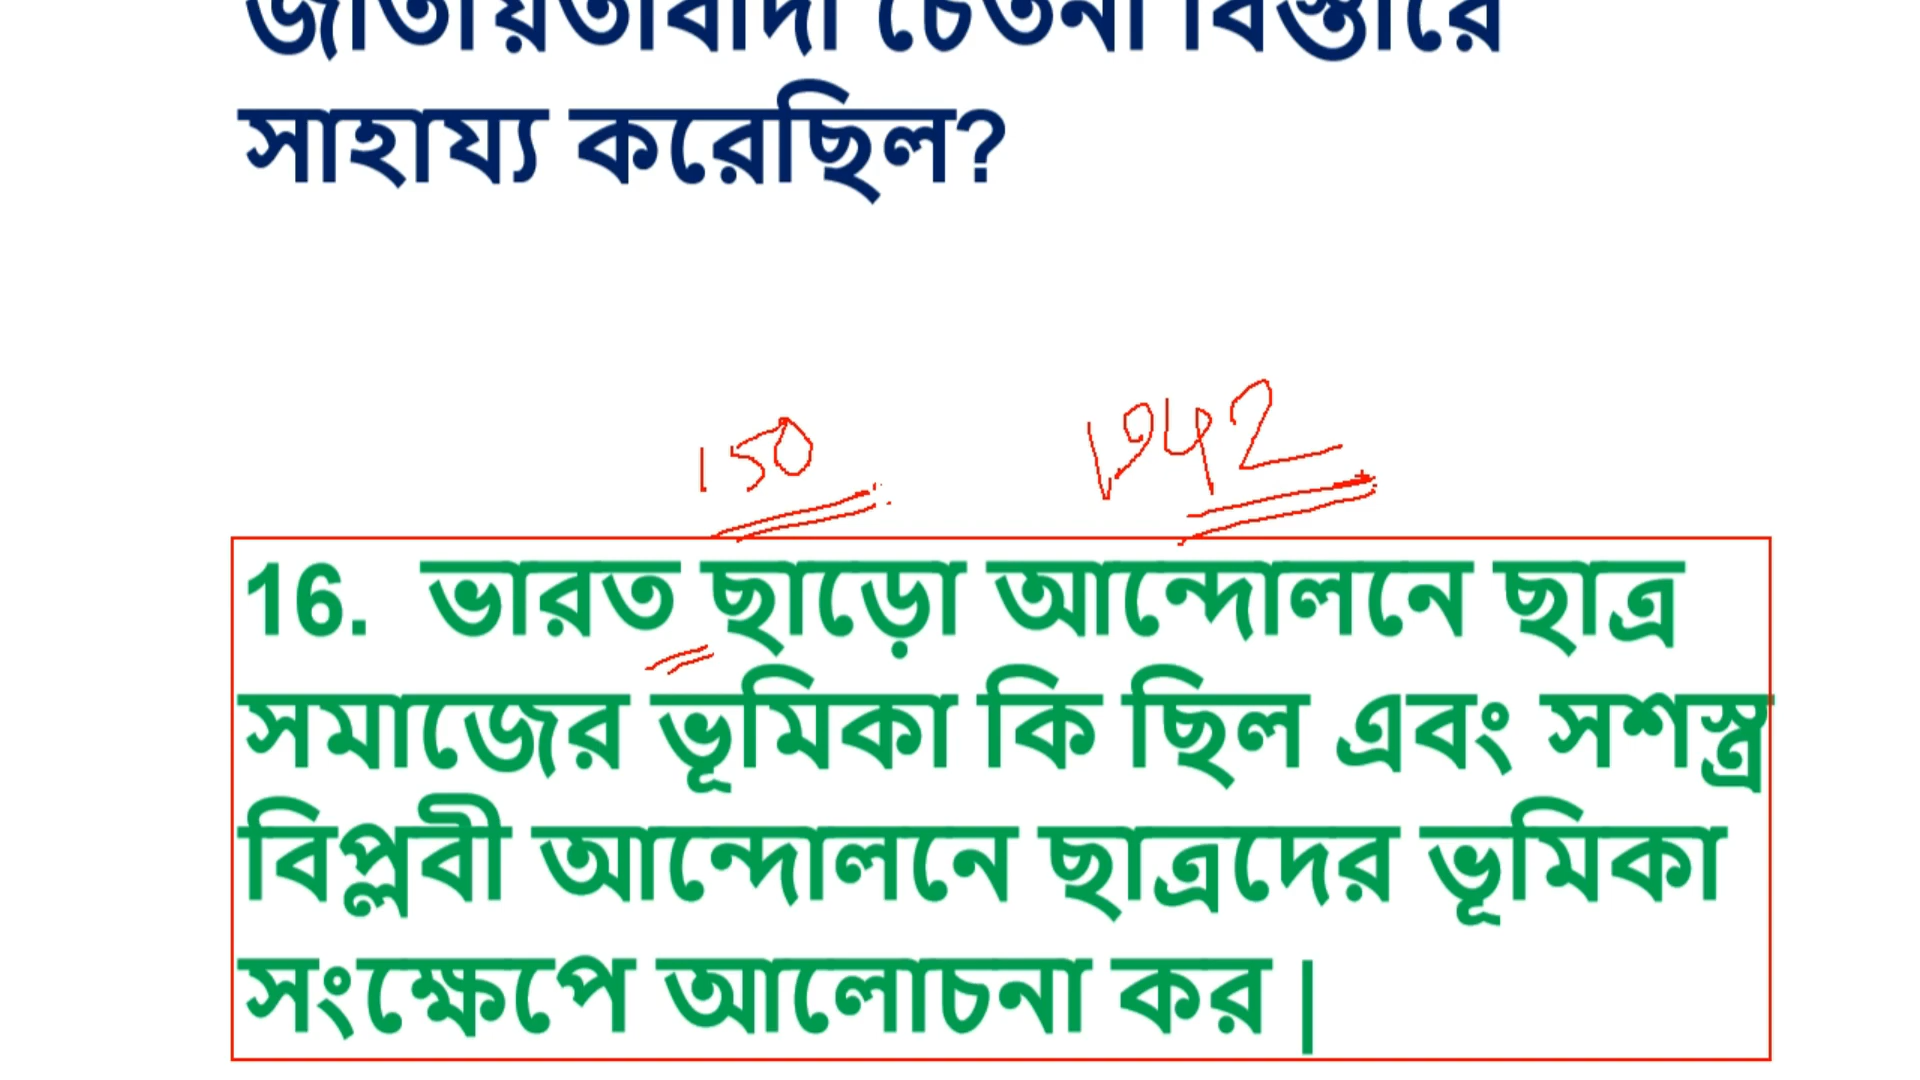 জাতীয়তাবাদী চেতনা বিস্তারে
সাহায্য করেছিল?
150 1942
16. ভারত ছাড়ো আন্দোলনে ছাত্র
সমাজের ভূমিকা কি ছিল এবং সশস্ত্র
বিপ্লবী আন্দোলনে ছাত্রদের ভূমিকা
সংক্ষেপে আলোচনা কর |